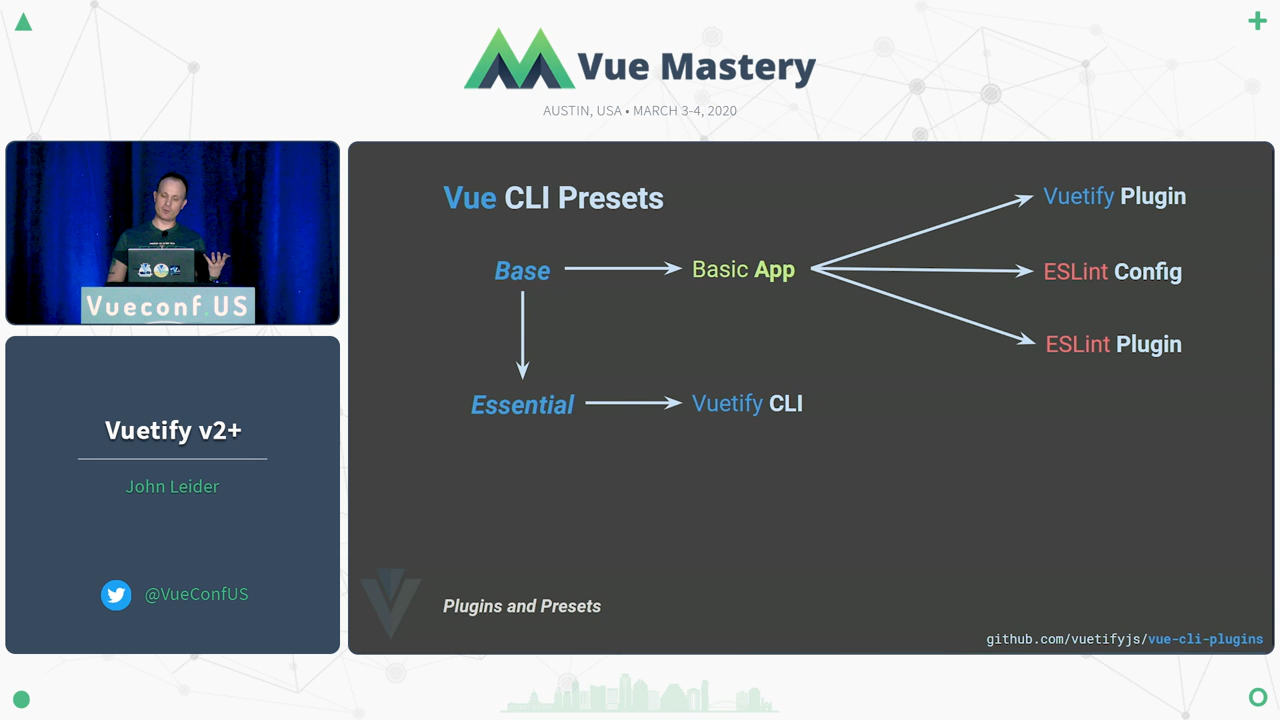 Vue Mastery
AUSTIN, USA • MARCH 3-4, 2020
Vueconf.US
Vuetify v2+
John Leider
@VueConfUS
Vue CLI Presets
Base
Basic App
Vuetify Plugin
ESLint Config
ESLint Plugin
Essential
Vuetify CLI
Plugins and Presets
github.com/vuetifyjs/vue-cli-plugins